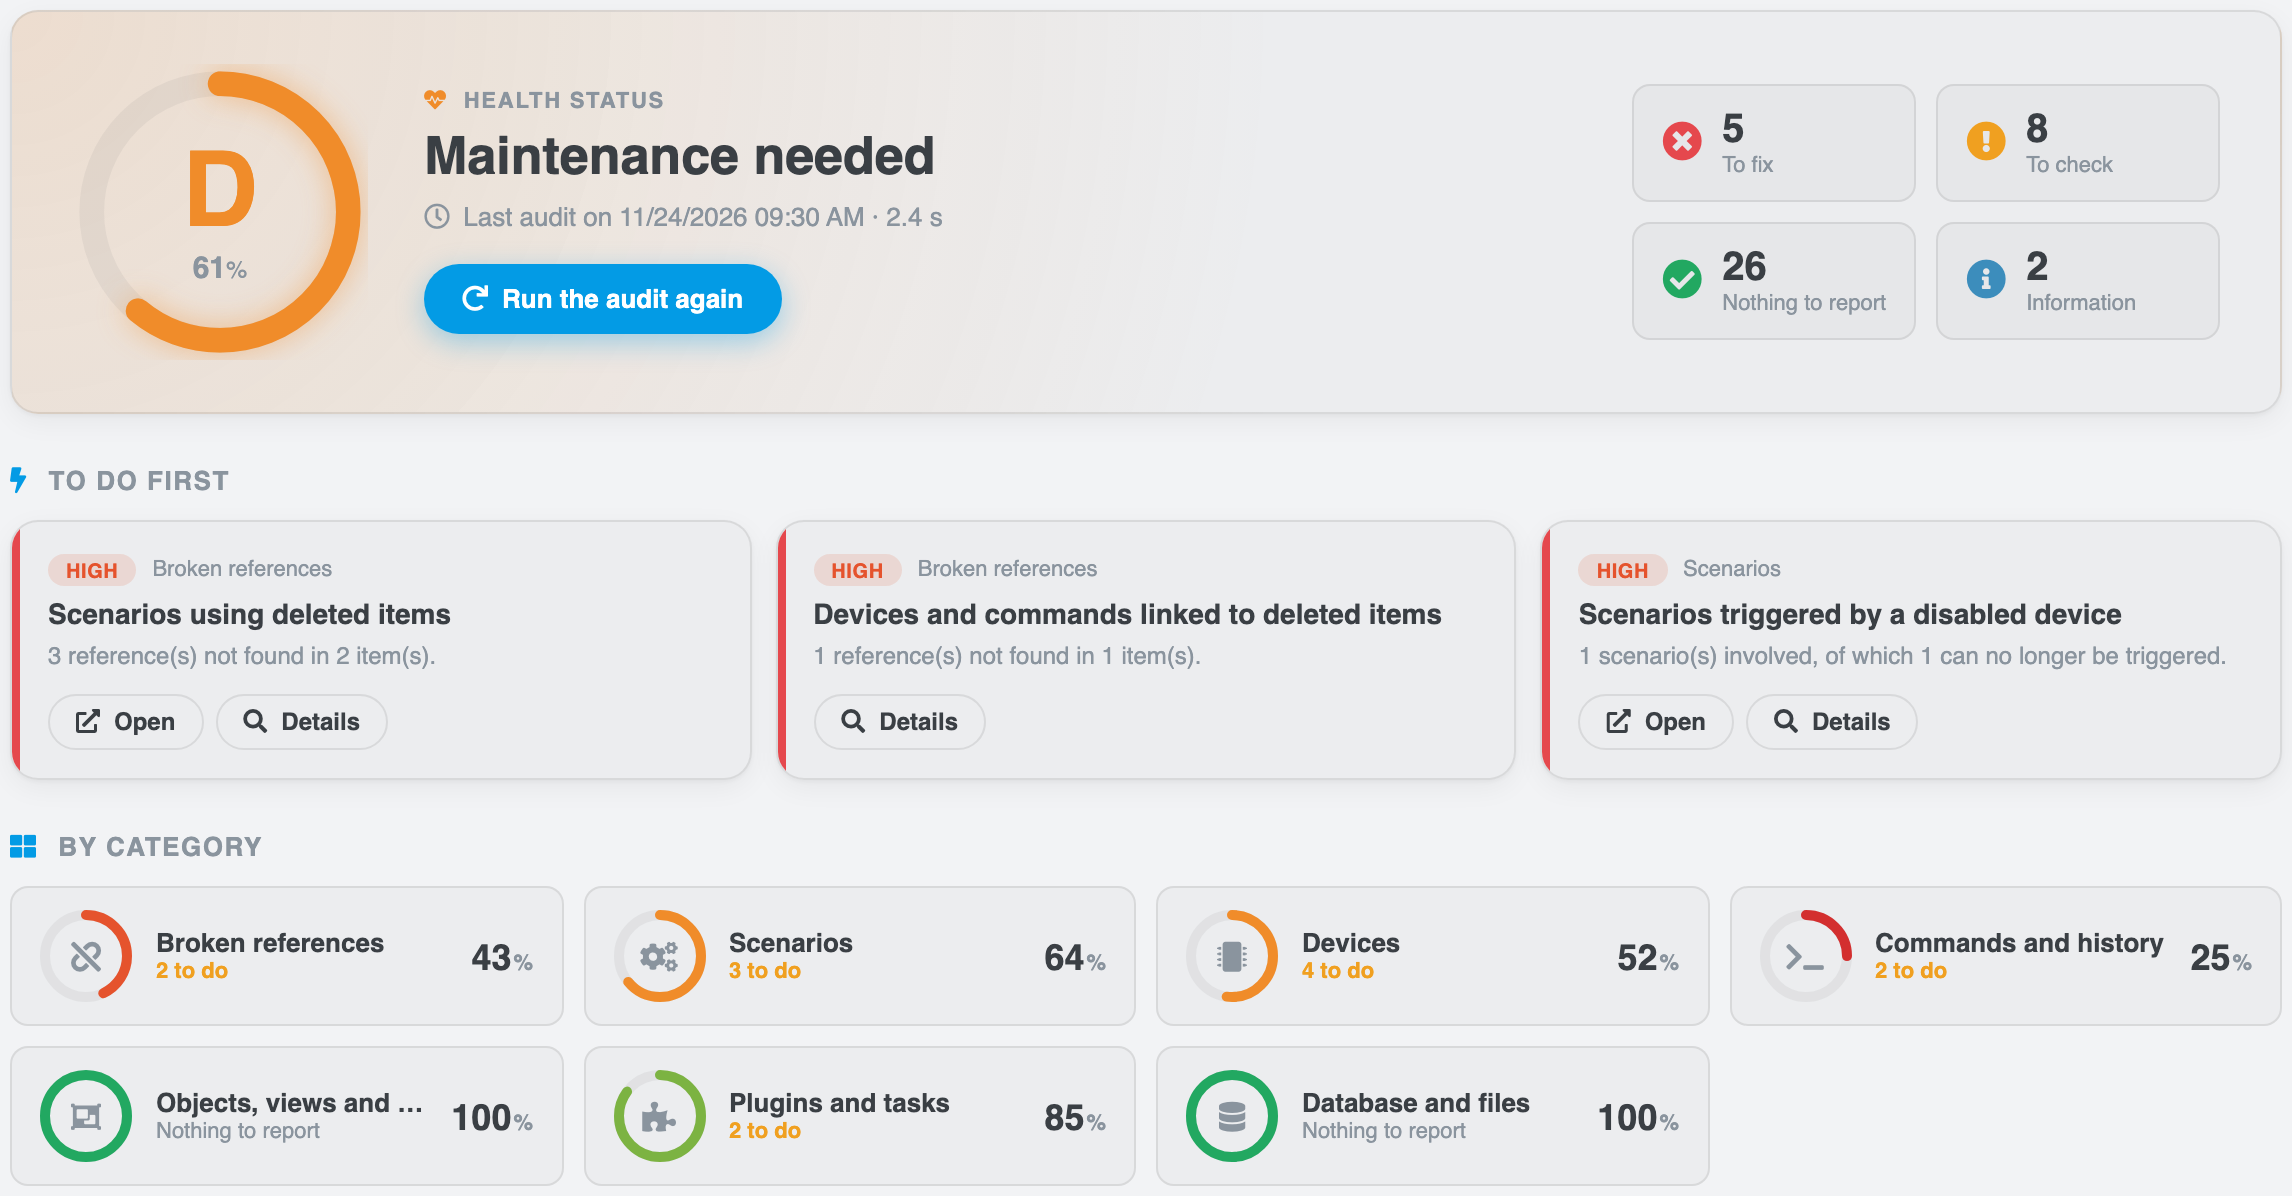 D
61%
HEALTH STATUS
Maintenance needed
Last audit on 11/24/2026 09:30 AM · 2.4 s
Run the audit again
5
To fix
8
To check
26
Nothing to report
2
Information
TO DO FIRST
HIGH Broken references
Scenarios using deleted items
3 reference(s) not found in 2 item(s).
Open Details
HIGH Broken references
Devices and commands linked to deleted items
1 reference(s) not found in 1 item(s).
Details
HIGH Scenarios
Scenarios triggered by a disabled device
1 scenario(s) involved, of which 1 can no longer be triggered.
Open Details
BY CATEGORY
Broken references
2 to do
43%
Scenarios
3 to do
64%
Devices
4 to do
52%
Commands and history
2 to do
25%
Objects, views and ...
Nothing to report
100%
Plugins and tasks
2 to do
85%
Database and files
Nothing to report
100%